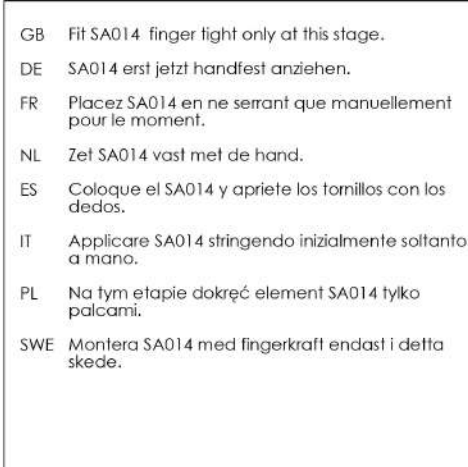 GB Fit SA014 finger tight only at this stage.
DE SA014 erst jetzt handfest anziehen.
FR Placez SA014 en ne serrant que manuellement
pour le moment.
NL Zet SA014 vast met de hand.
ES Coloque el SA014 y apriete los tornillos con los
dedos.
IT Applicare SA014 stringendo inizialmente soltanto
a mano.
PL Na tym etapie dokręć element SA014 tylko
palcami.
SWE Montera SA014 med fingerkraft endast i detta
skede.